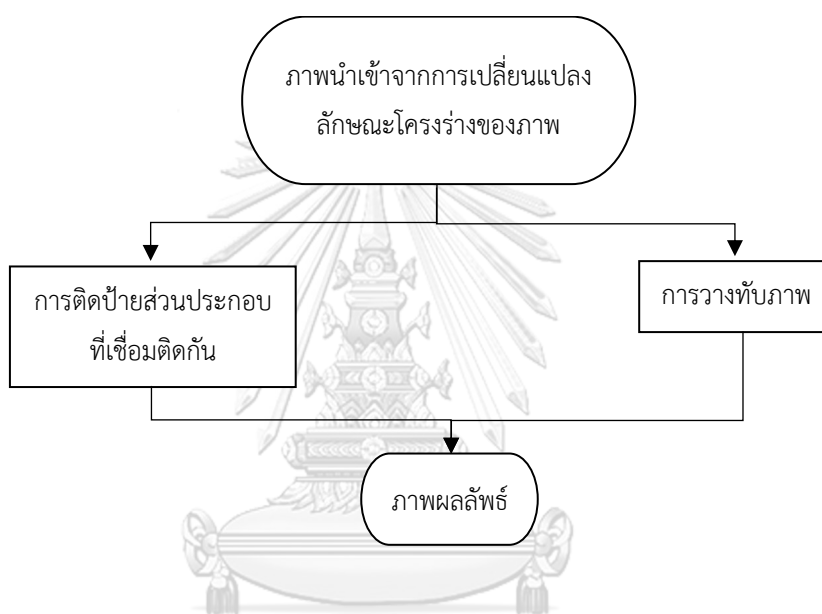 ภาพนำเข้าจากการเปลี่ยนแปลง
ลักษณะโครงร่างของภาพ
การติดป้ายส่วนประกอบ
ที่เชื่อมติดกัน
การวางทับภาพ
ภาพผลลัพธ์